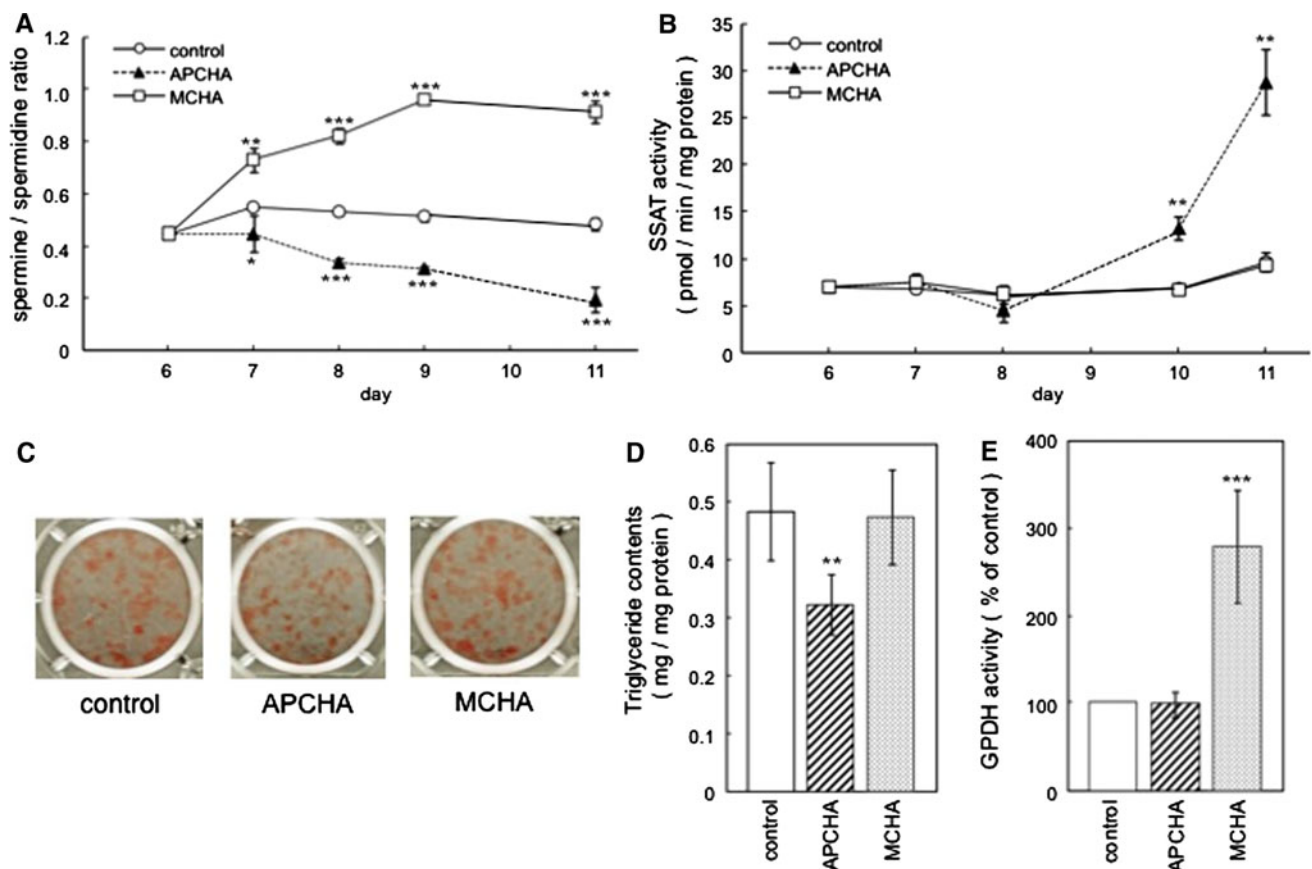 A
spermine / spermidine ratio
1.2
1.0
0.8
0.6
0.4
0.2
0
control
APCHA
MCHA
**
***
***
***
*
***
***
***
6 7 8 9 10 11
day
B
SSAT activity
( pmol / min / mg protein )
35
30
25
20
15
10
5
0
control
APCHA
MCHA
**
**
6 7 8 9 10 11
day
C
control APCHA MCHA
D
Triglyceride contents
( mg / mg protein )
0.6
0.5
0.4
0.3
0.2
0.1
0
**
control
APCHA
MCHA
E
GPDH activity ( % of control )
400
300
200
100
0
***
control
APCHA
MCHA